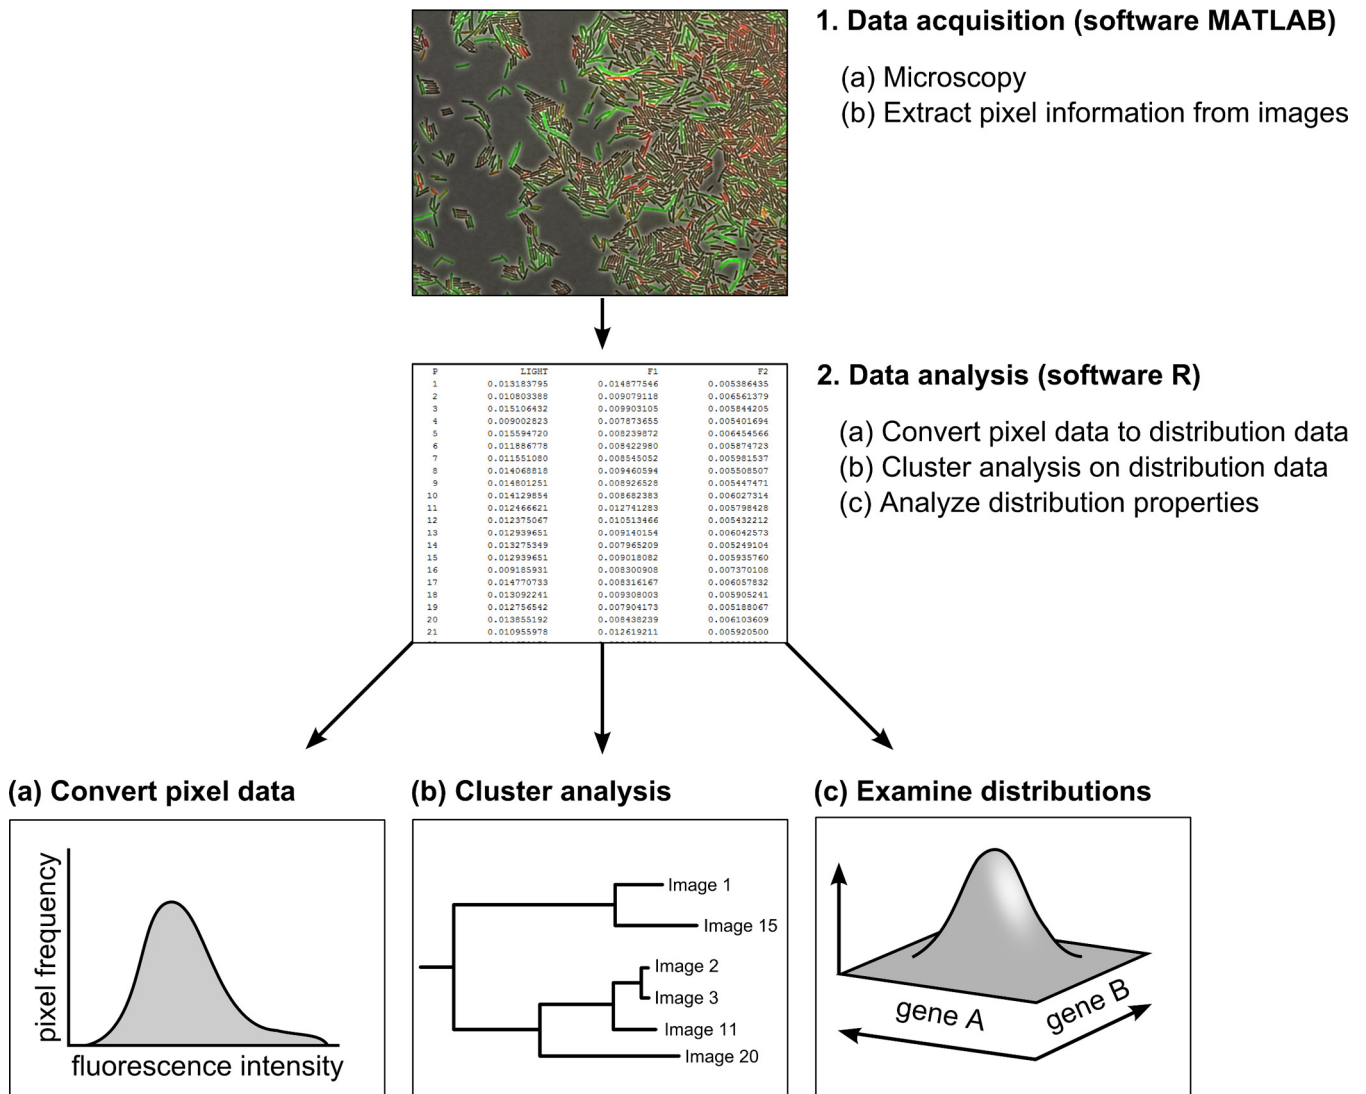 1. Data acquisition (software MATLAB)
(a) Microscopy
(b) Extract pixel information from images
P LIGHT F1 F2
1 0.013183795 0.014877546 0.005386435
2 0.010803388 0.009079118 0.006561379
3 0.015106432 0.009903105 0.005844205
4 0.009002823 0.007873655 0.005401694
5 0.015594720 0.008239872 0.006454566
6 0.011886778 0.008422980 0.005874723
7 0.011551080 0.008545052 0.005981537
8 0.014068818 0.009460594 0.005508507
9 0.014801251 0.008926528 0.005447471
10 0.014129854 0.008682383 0.006027314
11 0.012466621 0.012741283 0.005798428
12 0.012375067 0.010513466 0.005432212
13 0.012939651 0.009140154 0.006042573
14 0.013275349 0.007965209 0.005249104
15 0.012939651 0.009018082 0.005935760
16 0.009185931 0.008300908 0.007370108
17 0.014770733 0.008316167 0.006057832
18 0.013092241 0.009308003 0.005905241
19 0.012756542 0.007904173 0.005188067
20 0.013855192 0.008438239 0.006103609
21 0.010955978 0.012619211 0.005920500
2. Data analysis (software R)
(a) Convert pixel data to distribution data
(b) Cluster analysis on distribution data
(c) Analyze distribution properties
(a) Convert pixel data
pixel frequency
fluorescence intensity
(b) Cluster analysis
Image 1
Image 15
Image 2
Image 3
Image 11
Image 20
(c) Examine distributions
gene A
gene B